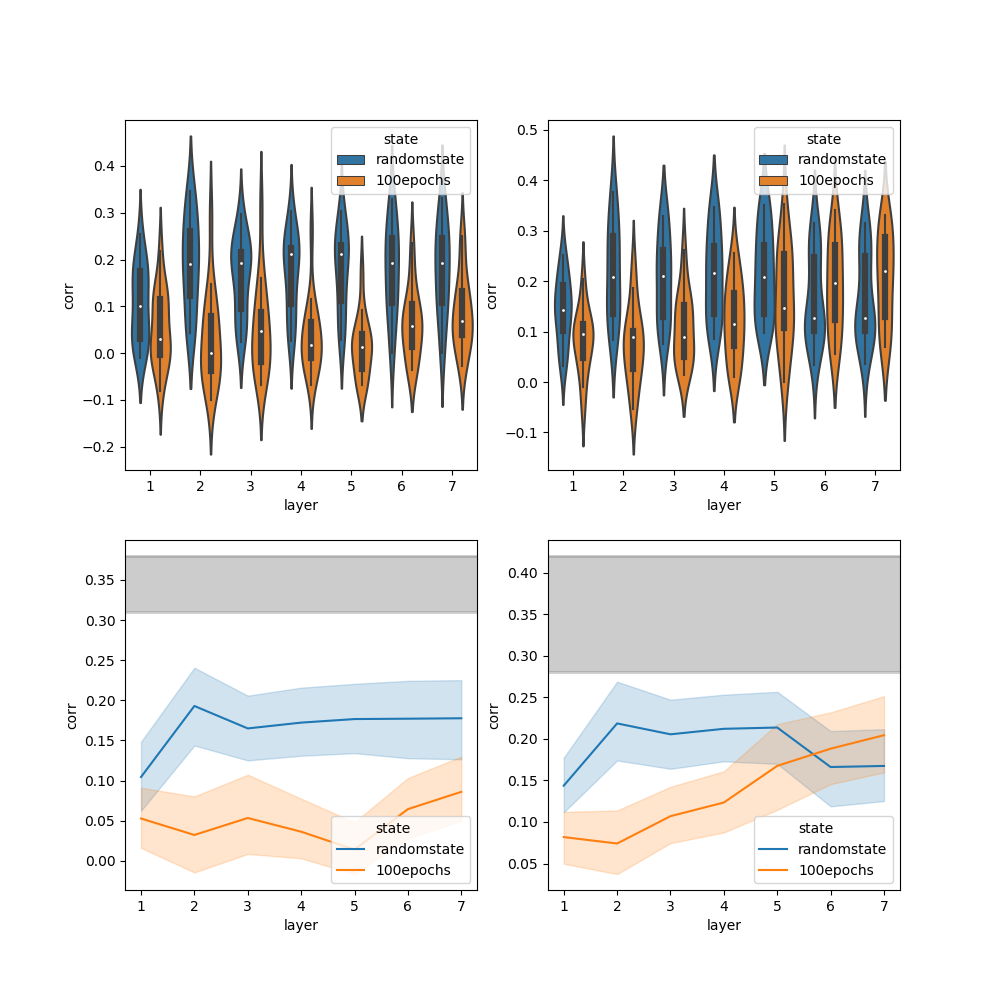 state
randomstate
100epochs
0.4
0.3
0.2
0.1
0.0
−0.1
−0.2
corr
1 2 3 4 5 6 7
layer
state
randomstate
100epochs
0.5
0.4
0.3
0.2
0.1
0.0
−0.1
corr
1 2 3 4 5 6 7
layer
0.35
0.30
0.25
0.20
0.15
0.10
0.05
0.00
corr
state
randomstate
100epochs
1 2 3 4 5 6 7
layer
0.40
0.35
0.30
0.25
0.20
0.15
0.10
0.05
corr
state
randomstate
100epochs
1 2 3 4 5 6 7
layer